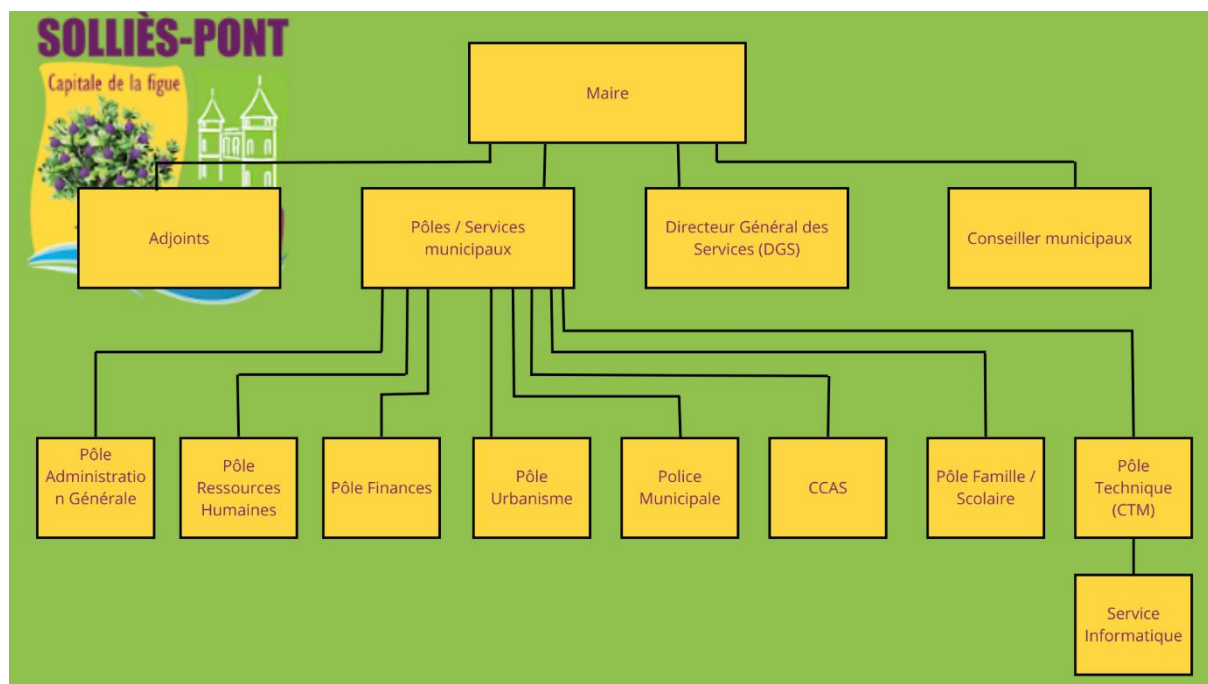 SOLLIÈS-PONT
Capitale de la figue
Maire
Adjoints
Pôles / Services
municipaux
Directeur Général des
Services (DGS)
Conseiller municipaux
Pôle
Administratio
n Générale
Pôle
Ressources
Humaines
Pôle Finances
Pôle
Urbanisme
Police
Municipale
CCAS
Pôle Famille /
Scolaire
Pôle
Technique
(CTM)
Service
Informatique